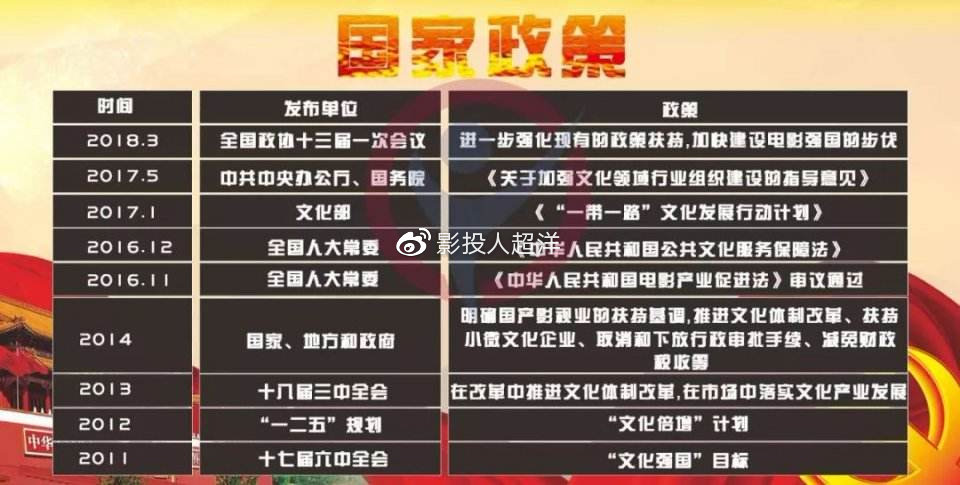 国家政策
时间 发布单位 政策
2018.3 全国政协十三届一次会议 进一步强化现有的政策扶持,加快建设电影强国的步伐
2017.5 中共中央办公厅、国务院 《关于加强文化领域行业组织建设的指导意见》
2017.1 文化部 《“一带一路”文化发展行动计划》
2016.12 全国人大常委 《中华人民共和国公共文化服务保障法》
@影投人超洋
2016.11 全国人大常委 《中华人民共和国电影产业促进法》审议通过
2014 国家、地方和政府 明确国产影视业的扶持基调,推进文化体制改革、扶持
小微文化企业、取消和下放行政审批手续、减免财政
税收等
2013 十八届三中全会 在改革中推进文化体制改革,在市场中落实文化产业发展
2012 “一二五”规划 “文化倍增”计划
2011 十七届六中全会 “文化强国”目标
中华